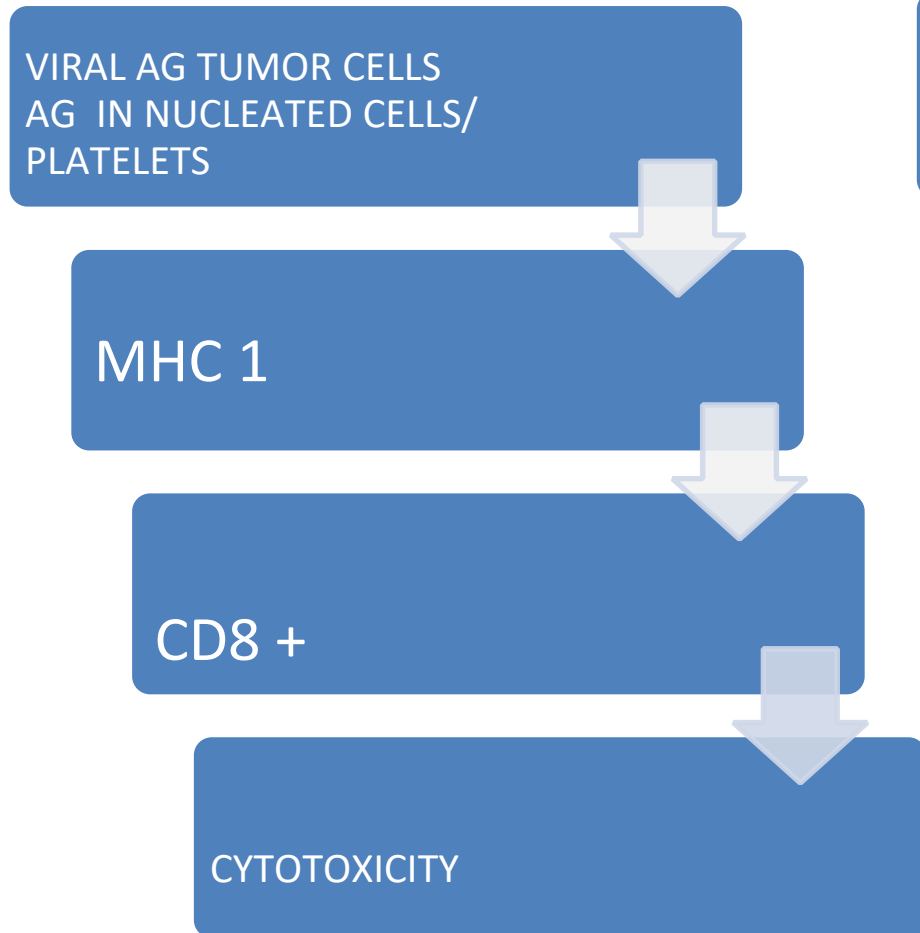 VIRAL AG TUMOR CELLS
AG  IN NUCLEATED CELLS/
PLATELETS
MHC 1
CD8 +
CYTOTOXICITY